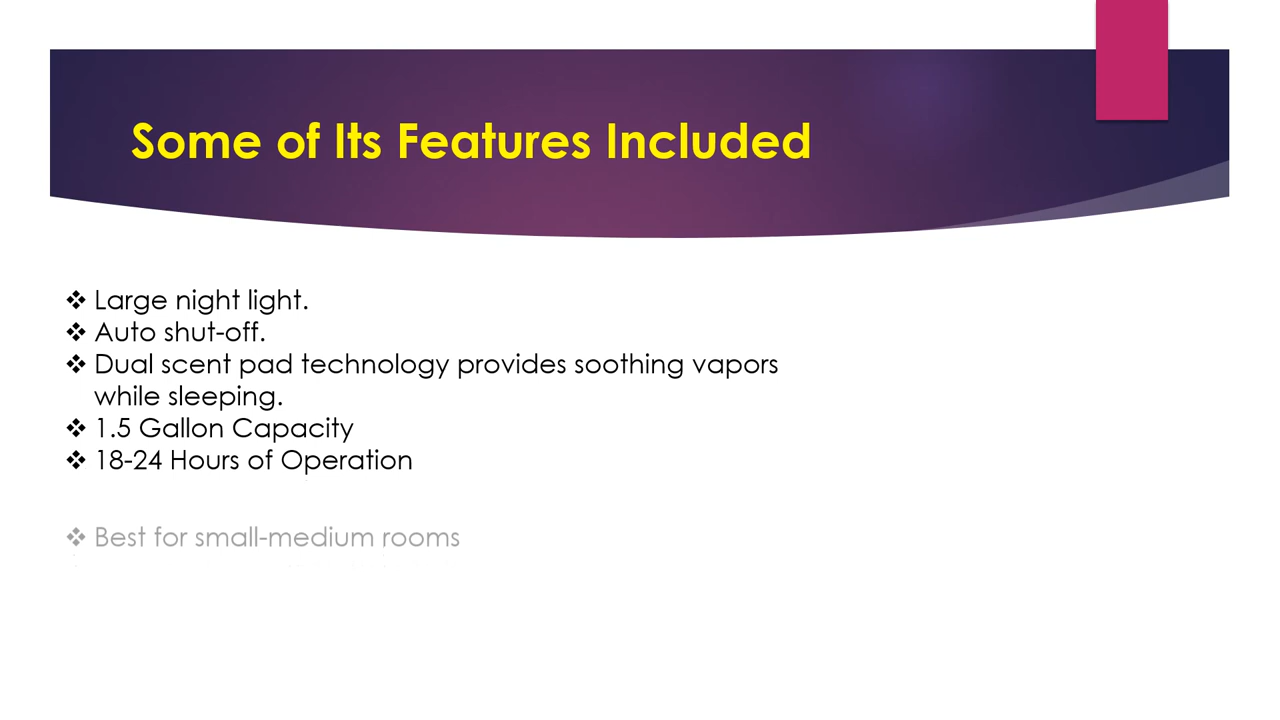 Some of Its Features Included
❖ Large night light.
❖ Auto shut-off.
❖ Dual scent pad technology provides soothing vapors
while sleeping.
❖ 1.5 Gallon Capacity
❖ 18-24 Hours of Operation
❖ Best for small-medium rooms